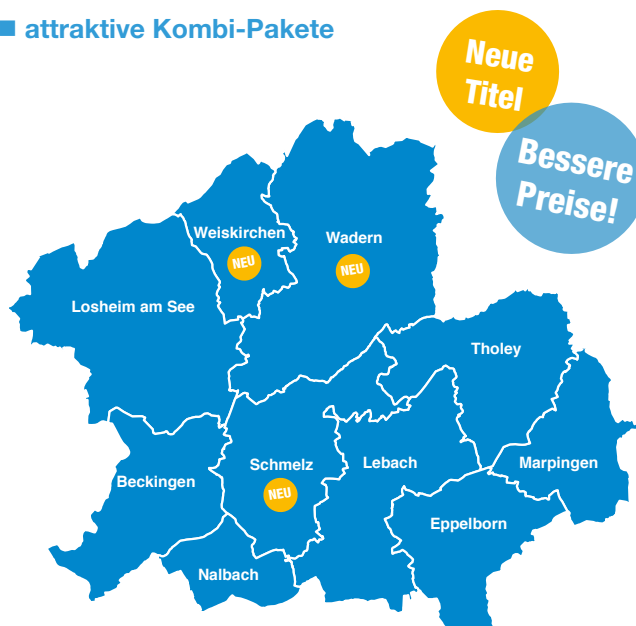 attraktive Kombi-Pakete
Neue
Titel
Bessere
Preise!
Weiskirchen
NEU
Wadern
NEU
Losheim am See
Tholey
Beckingen
Schmelz
NEU
Lebach
Marpingen
Eppelborn
Nalbach